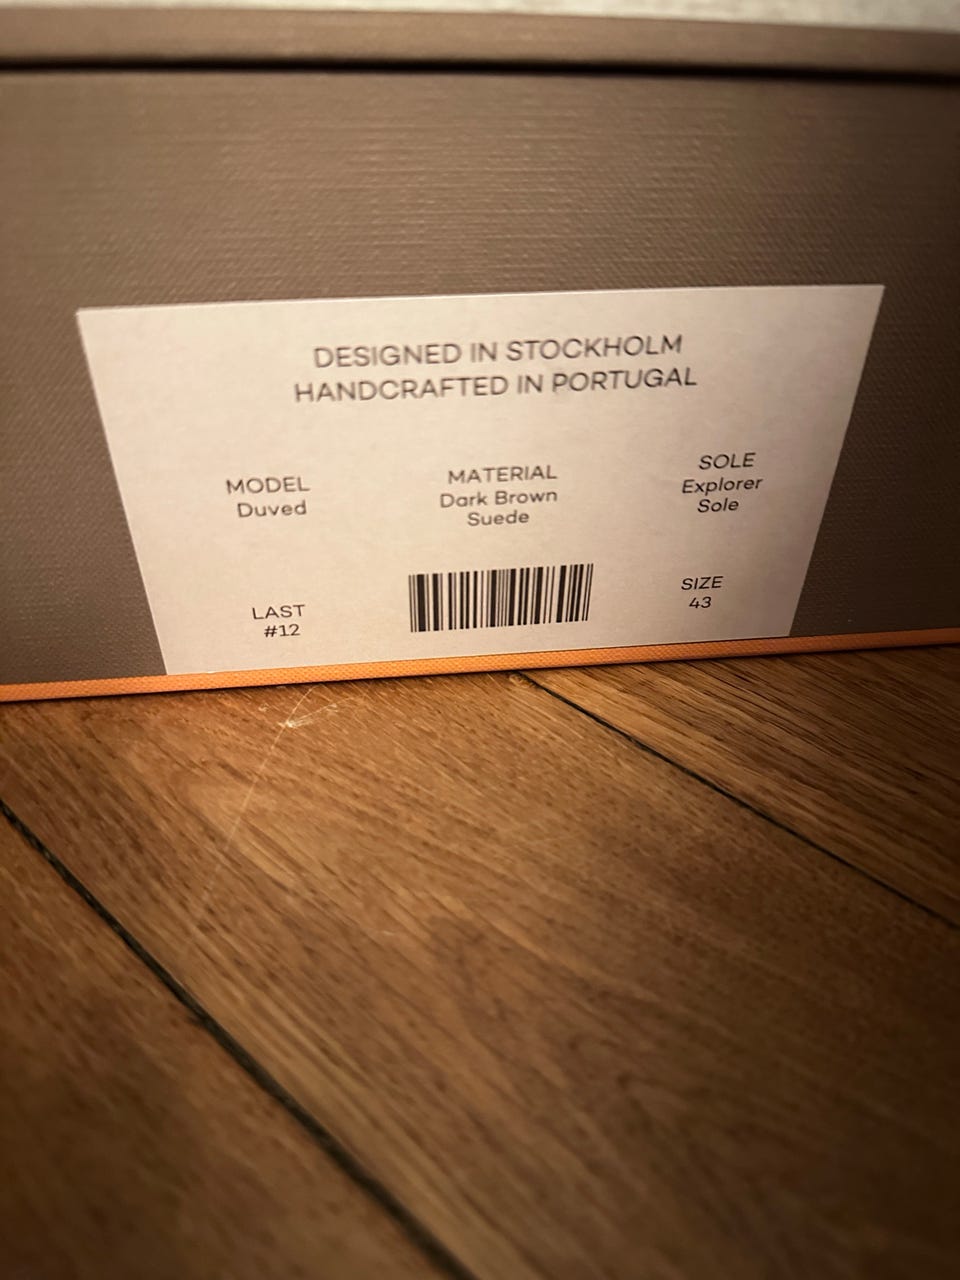 DESIGNED IN STOCKHOLM
HANDCRAFTED IN PORTUGAL
MODEL
Duved
MATERIAL
Dark Brown
Suede
SOLE
Explorer
Sole
LAST
#12
SIZE
43